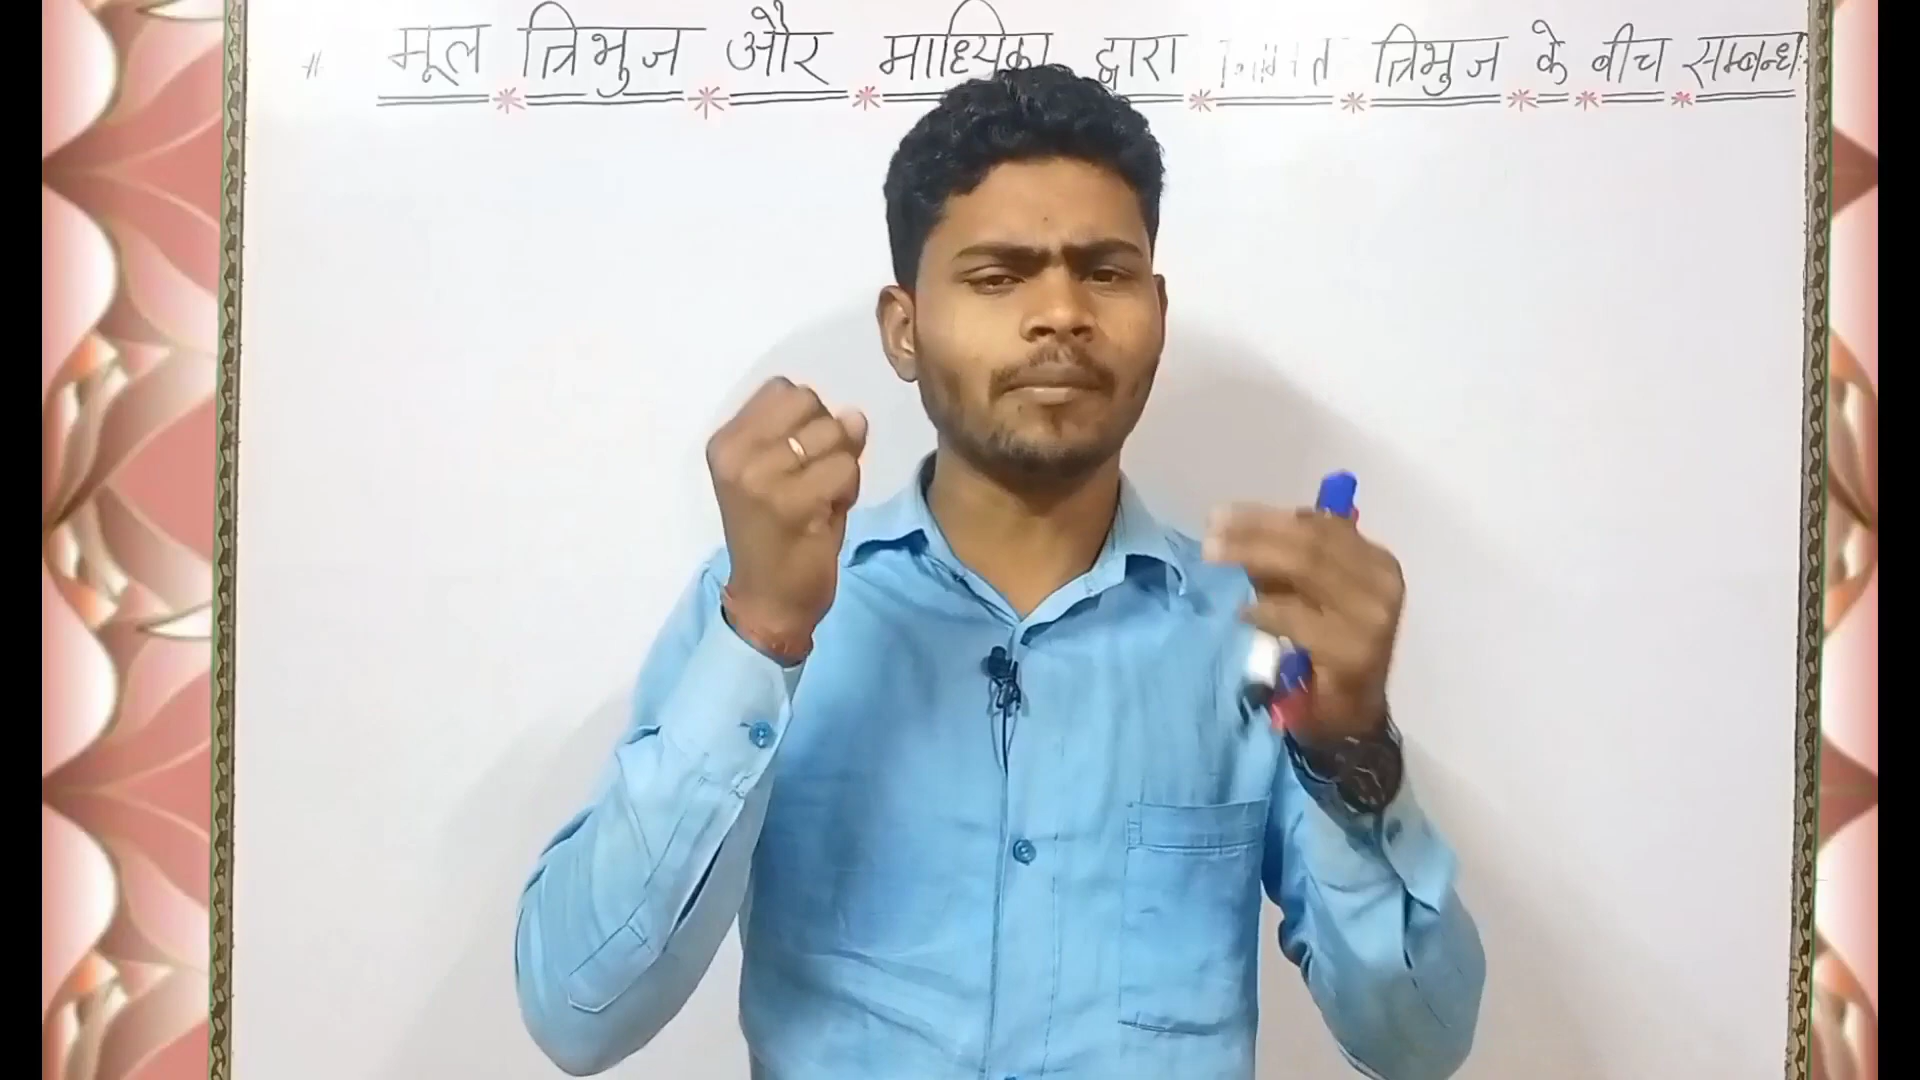 # मूल त्रिभुज और माध्यिका द्वारा त्रिभुज के बीच सम्बन्ध: